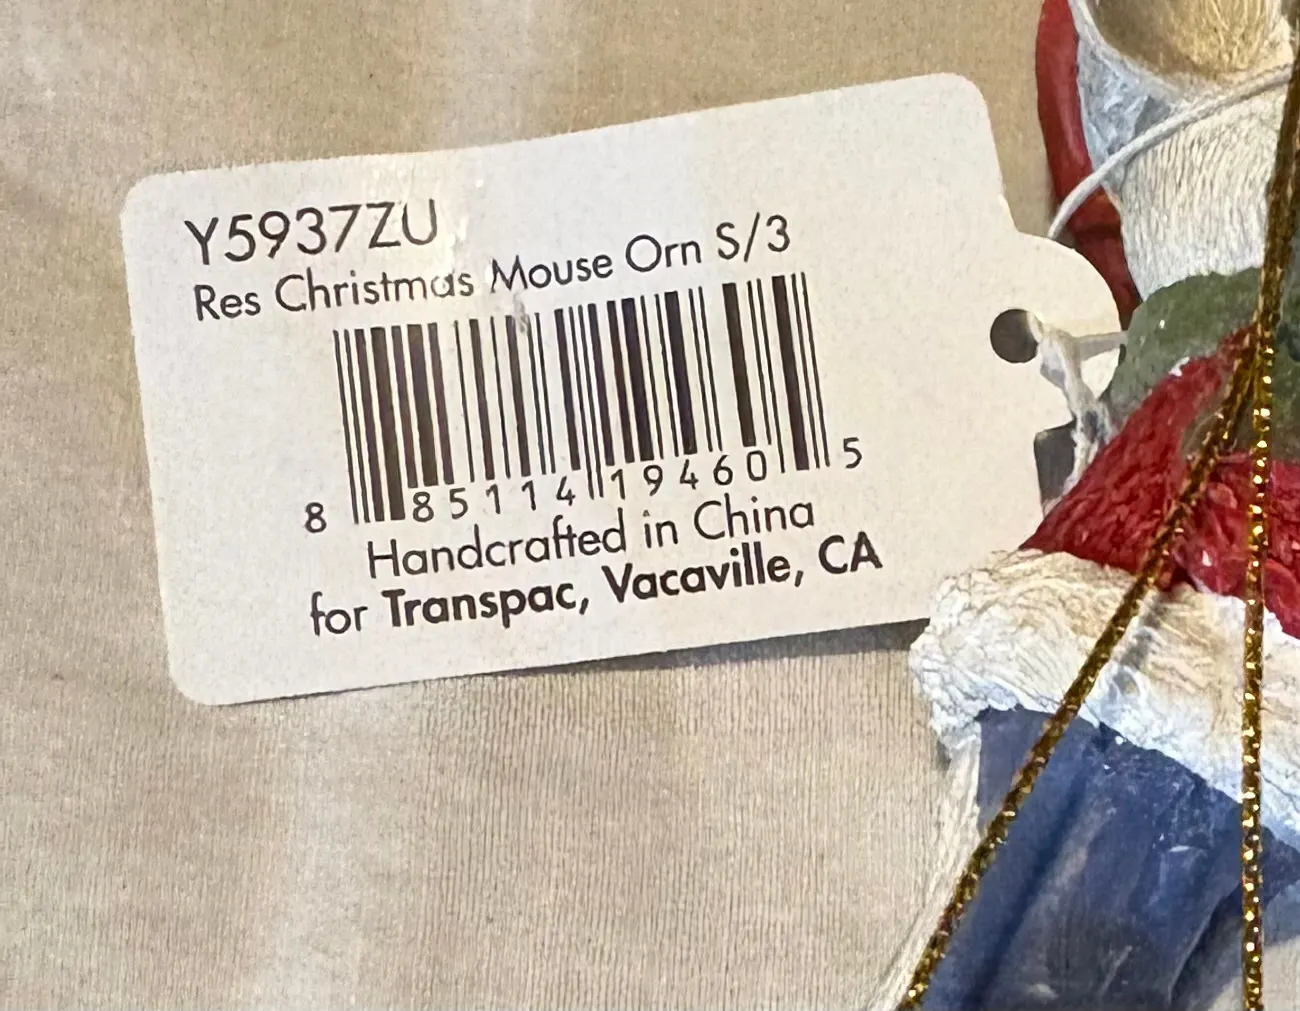 Y5937ZU
Res Christmas Mouse Orn S/3
8 85114 19460 5
Handcrafted in China
for Transpac, Vacaville, CA